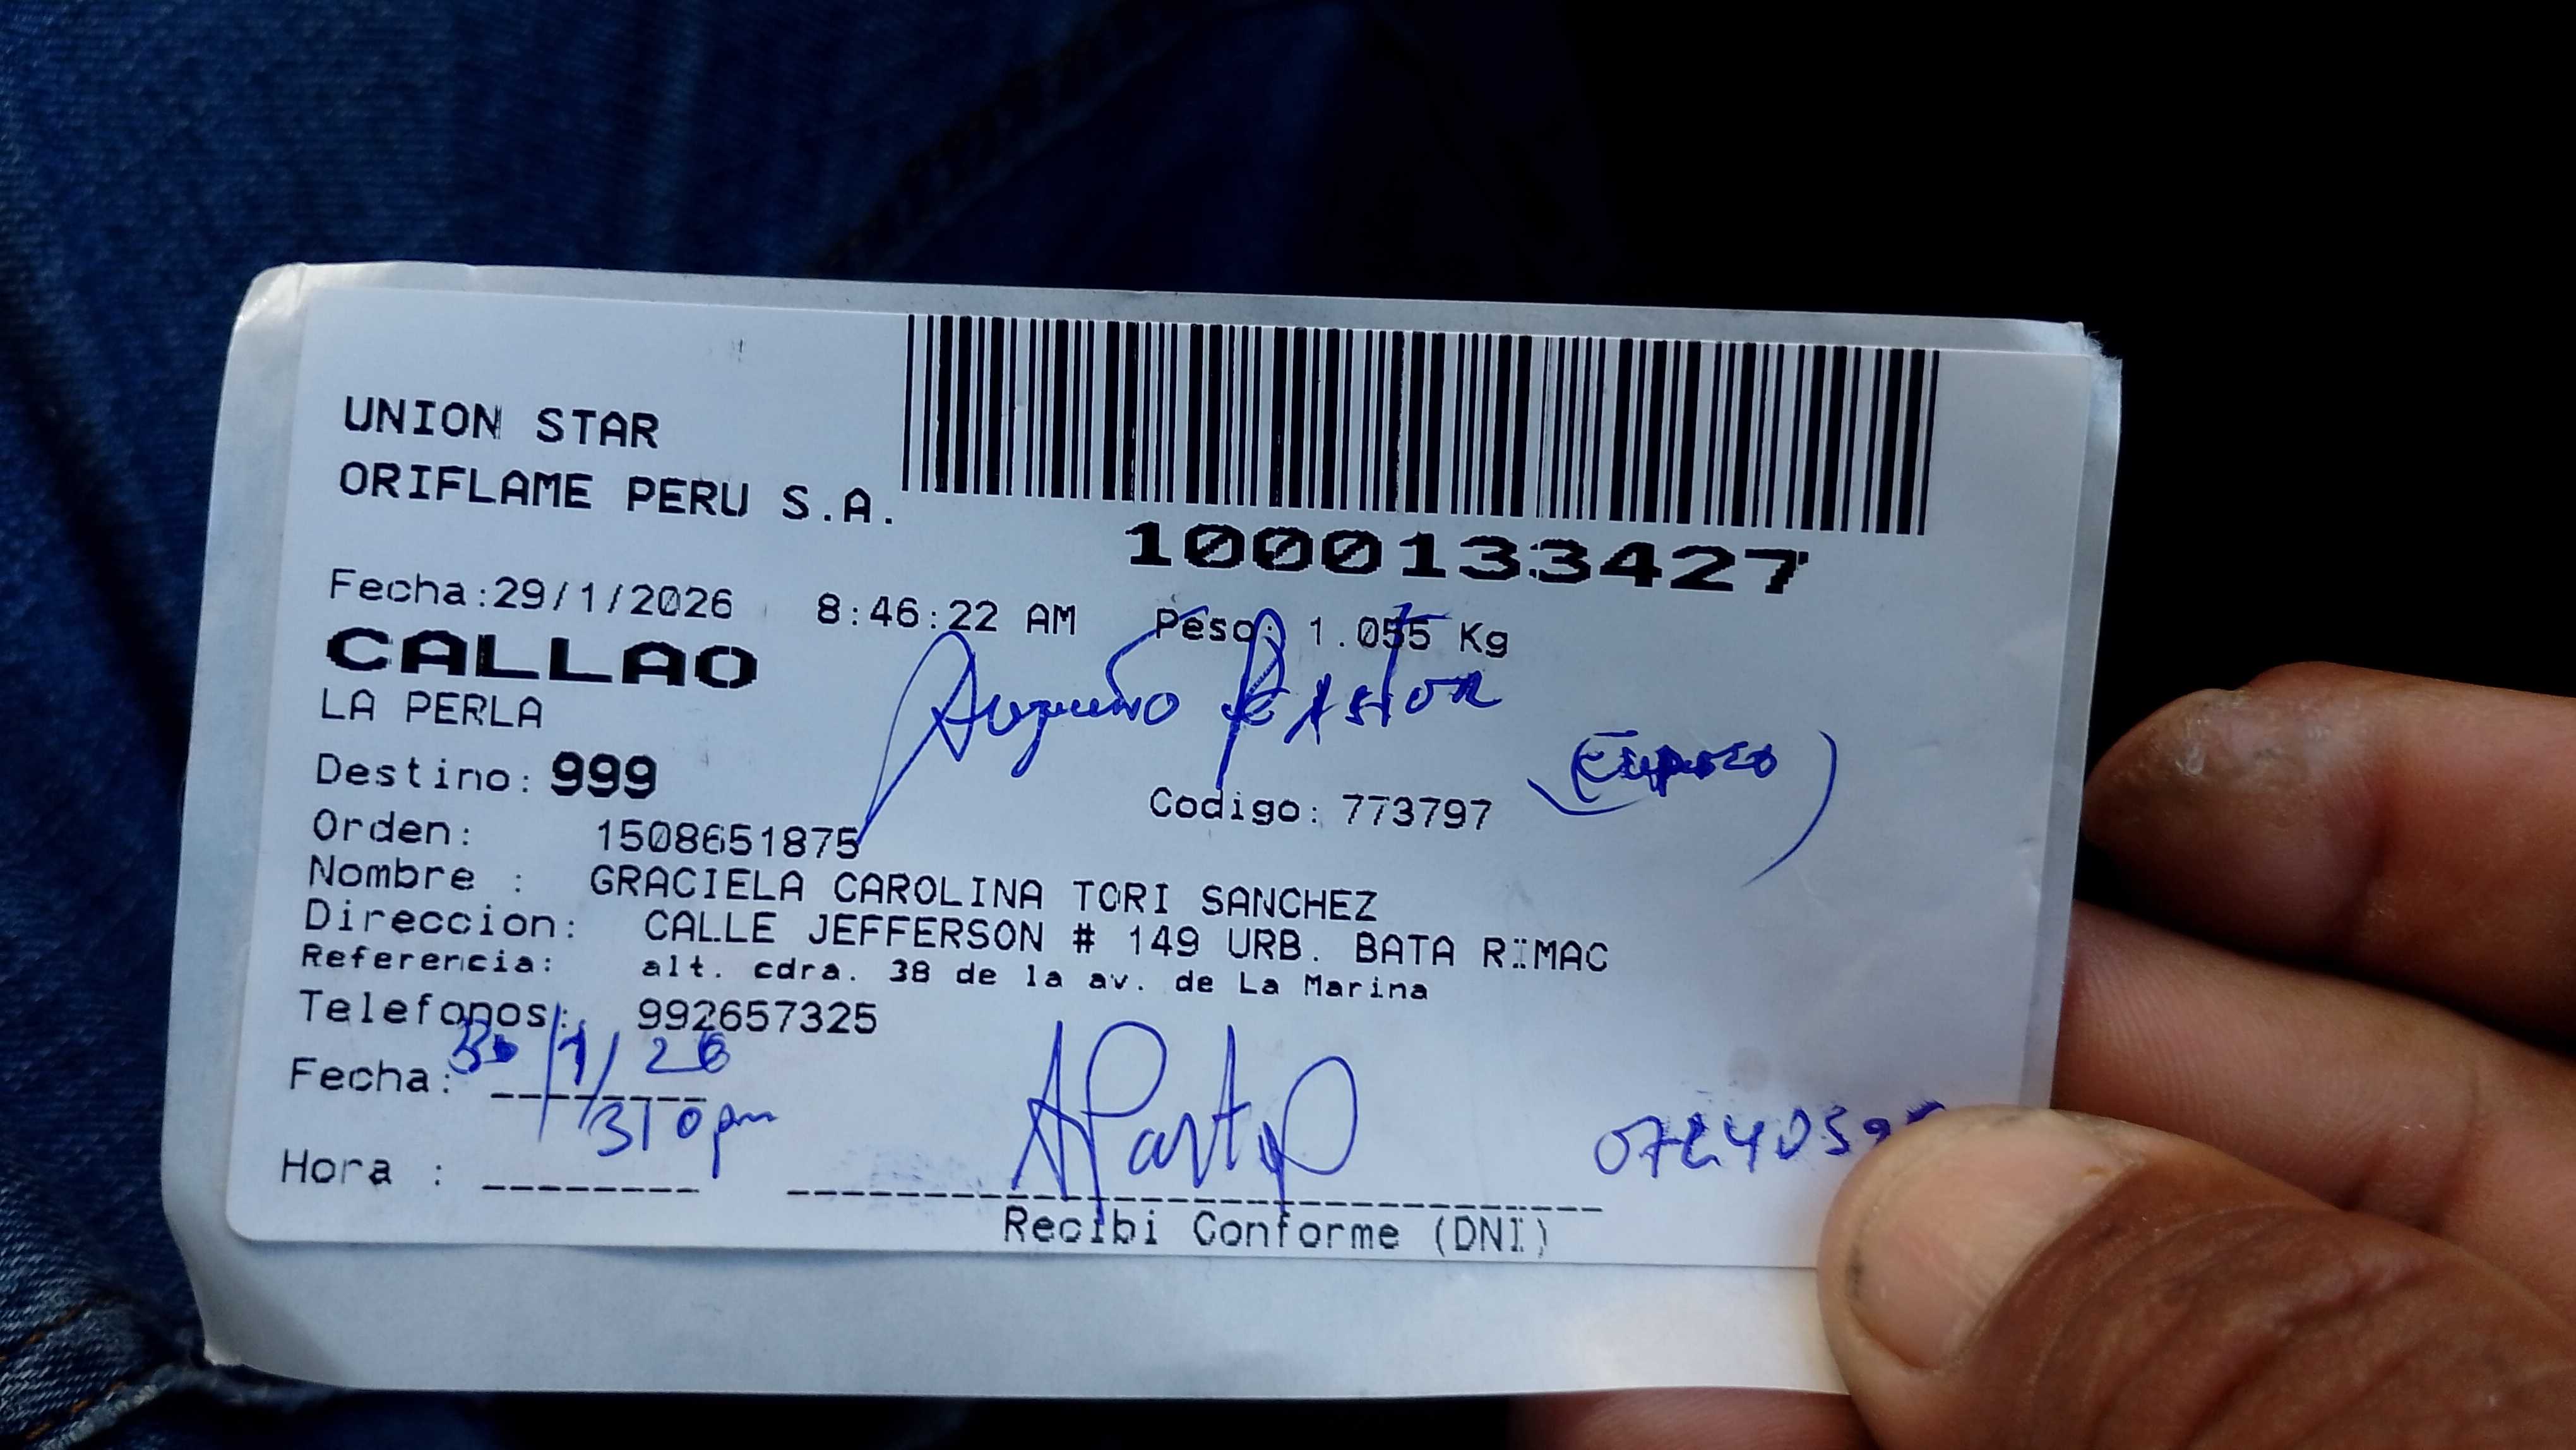 UNION STAR
ORIFLAME PERU S.A.
1000133427
Fecha:29/1/2026 8:46:22 AM Peso: 1.055 Kg
CALLAO
LA PERLA
Pastor
Destino: 999
(Esposo)
Codigo: 773797
Orden: 1508651875
Nombre : GRACIELA CAROLINA TORI SANCHEZ
Direccion: CALLE JEFFERSON # 149 URB. BATA RIMAC
Referencia: alt. cdra. 38 de la av. de La Marina
Telefonos: 992657325
Fecha: 30/1/26
310pm
Hora :
Recibi Conforme (DNI)